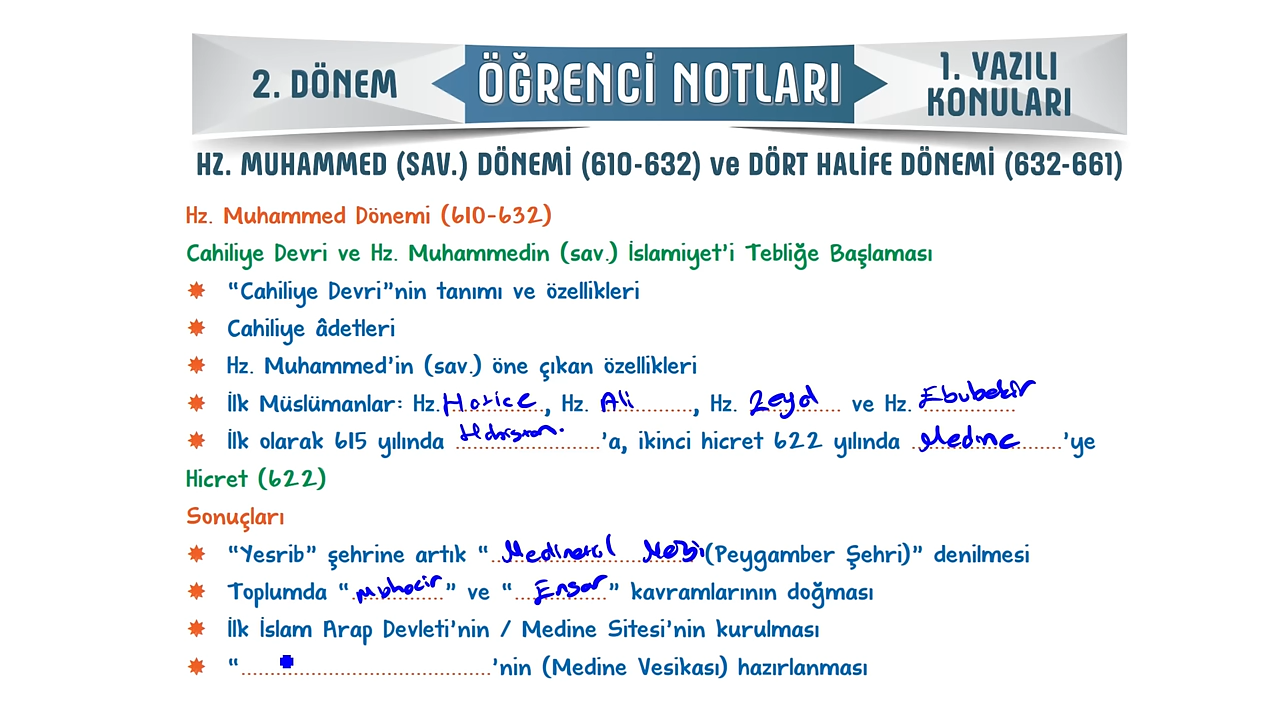 2. DÖNEM
ÖĞRENCİ NOTLARI
1. YAZILI
KONULARI
HZ. MUHAMMED (SAV.) DÖNEMİ (610-632) ve DÖRT HALİFE DÖNEMİ (632-661)
Hz. Muhammed Dönemi (610-632)
Cahiliye Devri ve Hz. Muhammedin (sav.) İslamiyet'i Tebliğe Başlaması
"Cahiliye Devri"nin tanımı ve özellikleri
Cahiliye âdetleri
Hz. Muhammed'in (sav.) öne çıkan özellikleri
İlk Müslümanlar: Hz. Hatice, Hz. Ali, Hz. Zeyd ve Hz. Ebubekir
İlk olarak 615 yılında Habeşistan'a, ikinci hicret 622 yılında Medine'ye
Hicret (622)
Sonuçları
"Yesrib" şehrine artık "Medinetül Nebi (Peygamber Şehri)" denilmesi
Toplumda "muhacir" ve "Ensar" kavramlarının doğması
İlk İslam Arap Devleti'nin / Medine Sitesi'nin kurulması
"....................'nin (Medine Vesikası) hazırlanması